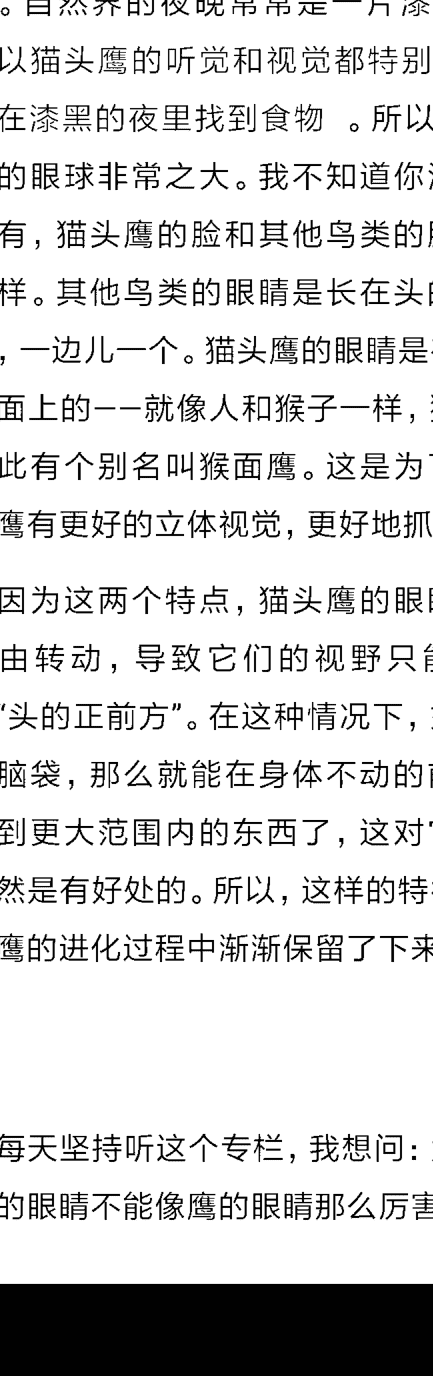 。自然界的夜晚常常是一片漆
以猫头鹰的听觉和视觉都特别
在漆黑的夜里找到食物 。所以
的眼球非常之大。我不知道你
有，猫头鹰的脸和其他鸟类的
样。其他鸟类的眼睛是长在头
，一边儿一个。猫头鹰的眼睛是
面上的——就像人和猴子一样，
此有个别名叫猴面鹰。这是为
鹰有更好的立体视觉，更好地抓
因为这两个特点，猫头鹰的眼
由转动，导致它们的视野只能
“头的正前方”。在这种情况下，
脑袋，那么就能在身体不动的
到更大范围内的东西了，这对
然是有好处的。所以，这样的特
鹰的进化过程中渐渐保留了下来
每天坚持听这个专栏，我想问：
的眼睛不能像鹰的眼睛那么厉害